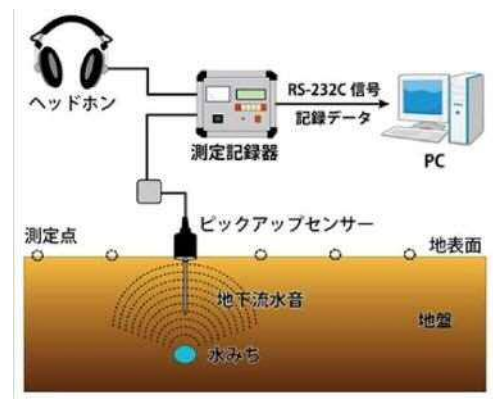 ヘッドホン
RS-232C 信号
記録データ
測定記録器
PC
ピックアップセンサー
測定点
地表面
地下流水音
地盤
水みち